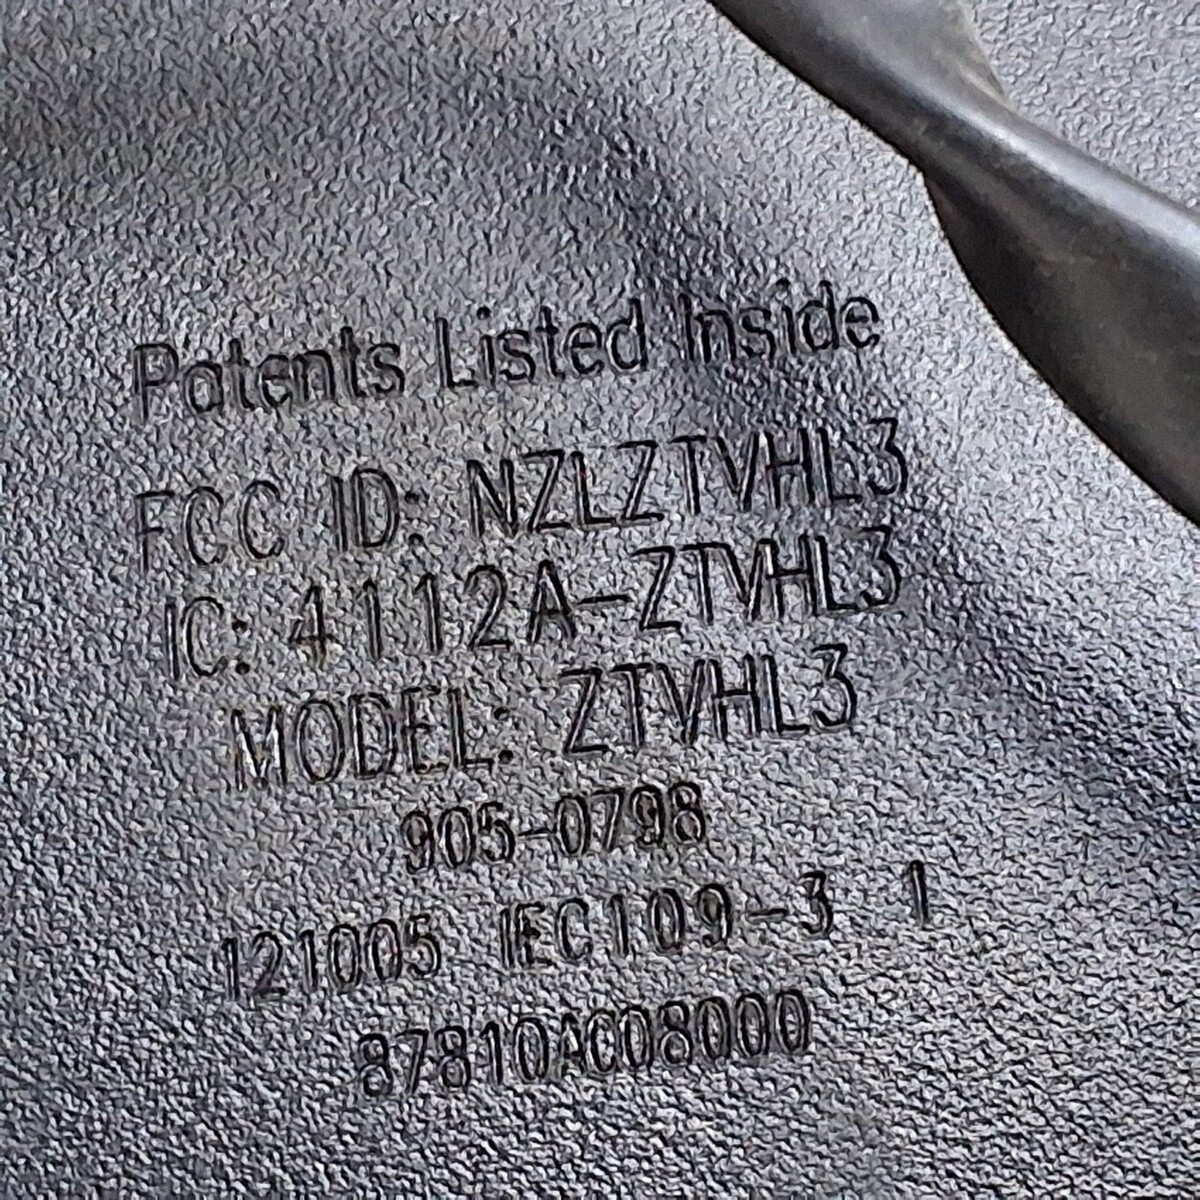 Patents Listed Inside
FCC ID: NZLZTVHL3
IC: 4112A-ZTVHL3
MODEL: ZTVHL3
905-0798
121005 IEC109-3 1
87810AC08000